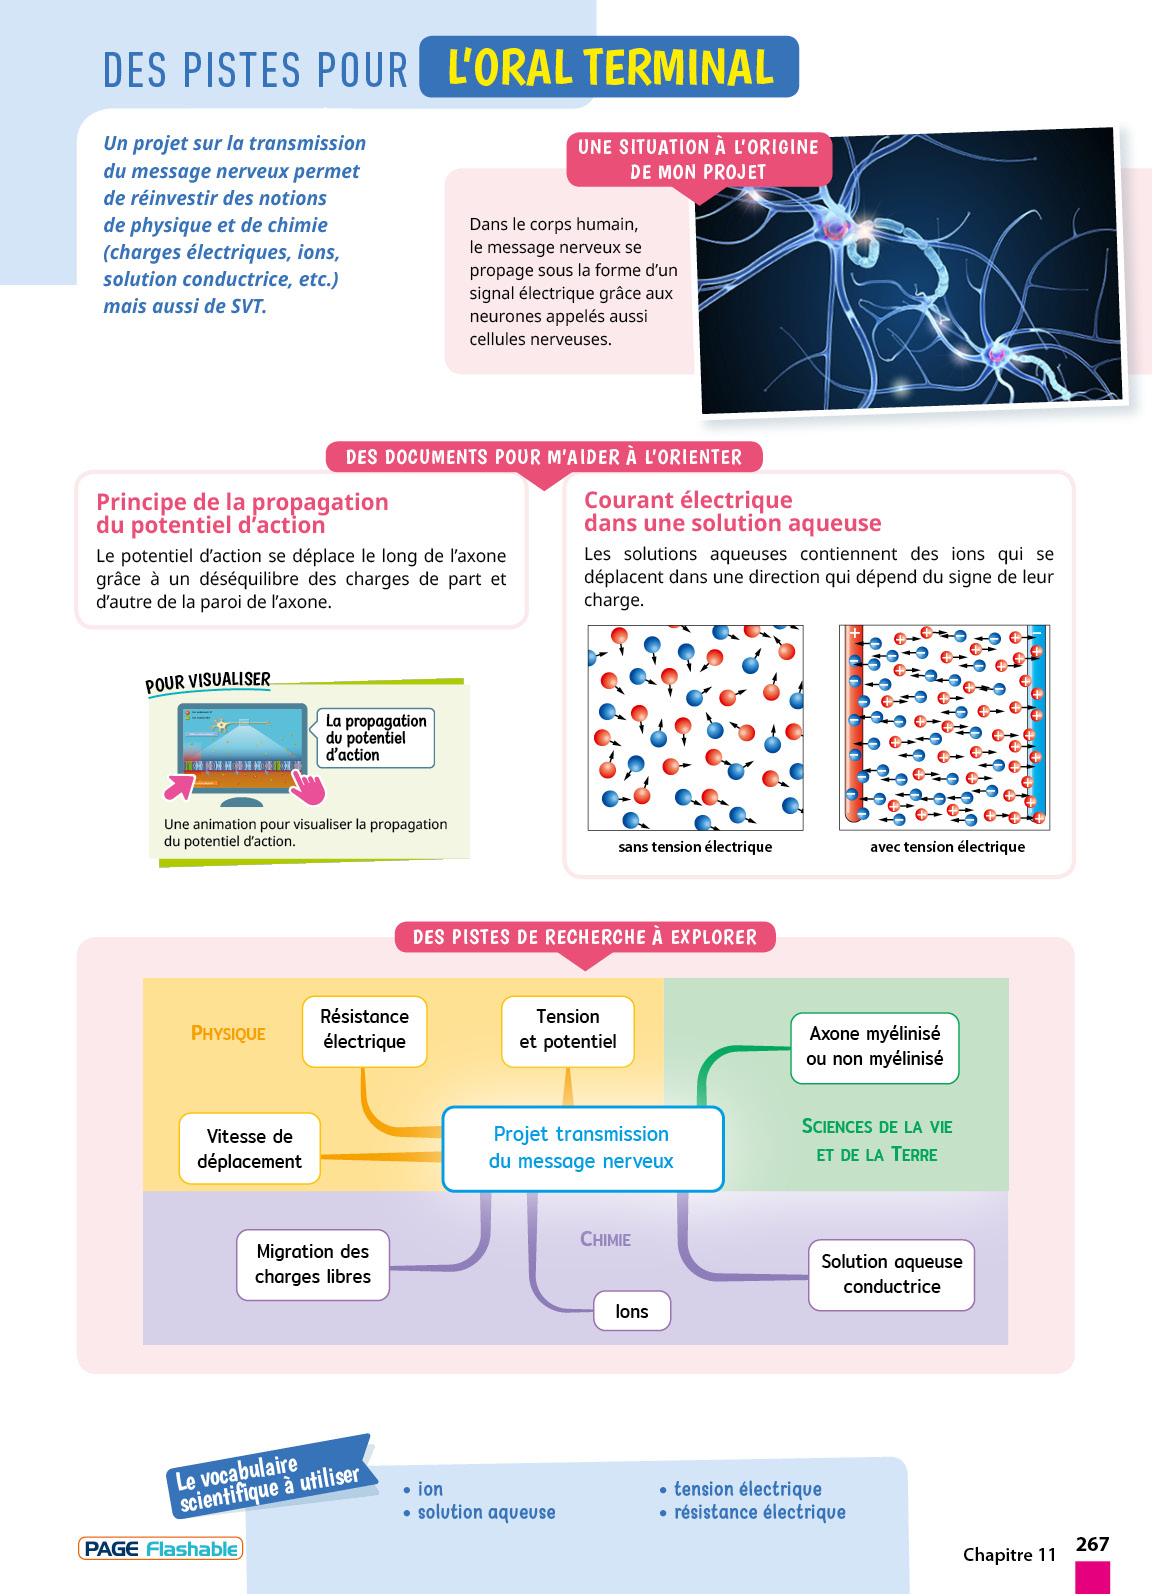 DES PISTES POUR L'ORAL TERMINAL
Un projet sur la transmission
du message nerveux permet
de réinvestir des notions
de physique et de chimie
(charges électriques, ions,
solution conductrice, etc.)
mais aussi de SVT.
UNE SITUATION À L'ORIGINE
DE MON PROJET
Dans le corps humain,
le message nerveux se
propage sous la forme d'un
signal électrique grâce aux
neurones appelés aussi
cellules nerveuses.
DES DOCUMENTS POUR M'AIDER À L'ORIENTER
Principe de la propagation
du potentiel d'action
Le potentiel d'action se déplace le long de l'axone
grâce à un déséquilibre des charges de part et
d'autre de la paroi de l'axone.
POUR VISUALISER
La propagation
du potentiel
d'action
Une animation pour visualiser la propagation
du potentiel d'action.
Courant électrique
dans une solution aqueuse
Les solutions aqueuses contiennent des ions qui se
déplacent dans une direction qui dépend du signe de leur
charge.
sans tension électrique
avec tension électrique
DES PISTES DE RECHERCHE À EXPLORER
PHYSIQUE
Résistance
électrique
Tension
et potentiel
Axone myélinisé
ou non myélinisé
Vitesse de
déplacement
Projet transmission
du message nerveux
SCIENCES DE LA VIE
ET DE LA TERRE
CHIMIE
Migration des
charges libres
Ions
Solution aqueuse
conductrice
Le vocabulaire
scientifique à utiliser
• ion
• solution aqueuse
• tension électrique
• résistance électrique
PAGE Flashable
Chapitre 11 267